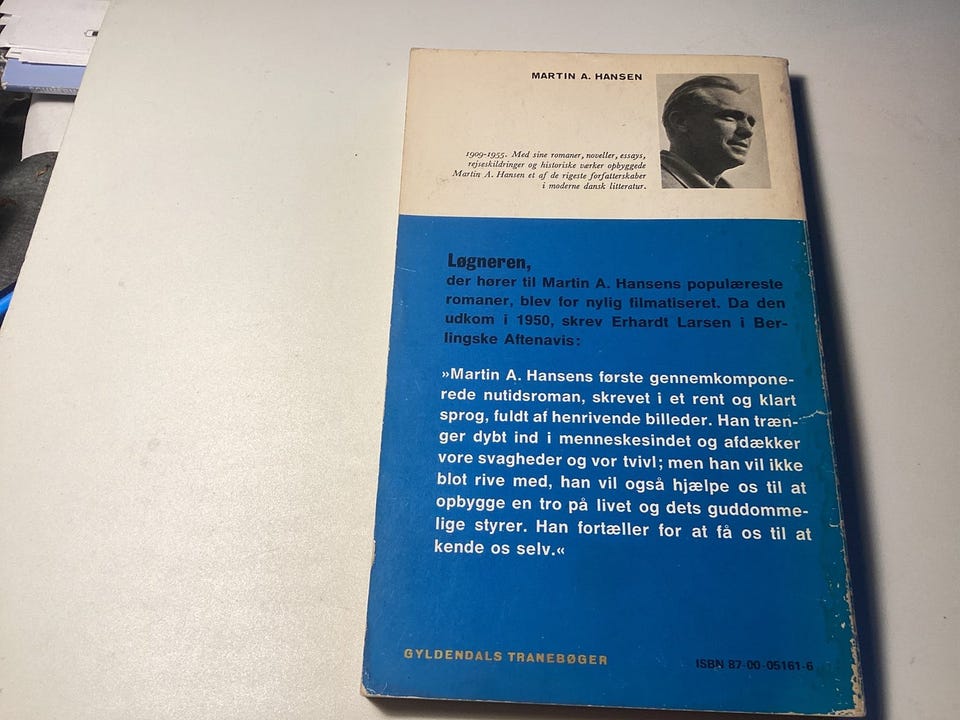 MARTIN A. HANSEN
1909-1955. Med sine romaner, noveller, essays,
rejseskildringer og historiske værker opbyggede
Martin A. Hansen et af de rigeste forfatterskaber
i moderne dansk litteratur.
Løgneren,
der hører til Martin A. Hansens populæreste
romaner, blev for nylig filmatiseret. Da den
udkom i 1950, skrev Erhardt Larsen i Ber-
lingske Aftenavis:
»Martin A. Hansens første gennemkompone-
rede nutidsroman, skrevet i et rent og klart
sprog, fuldt af henrivende billeder. Han træn-
ger dybt ind i menneskesindet og afdækker
vore svagheder og vor tvivl; men han vil ikke
blot rive med, han vil også hjælpe os til at
opbygge en tro på livet og dets guddomme-
lige styrer. Han fortæller for at få os til at
kende os selv.«
GYLDENDALS TRANEBØGER
ISBN 87-00-05161-6